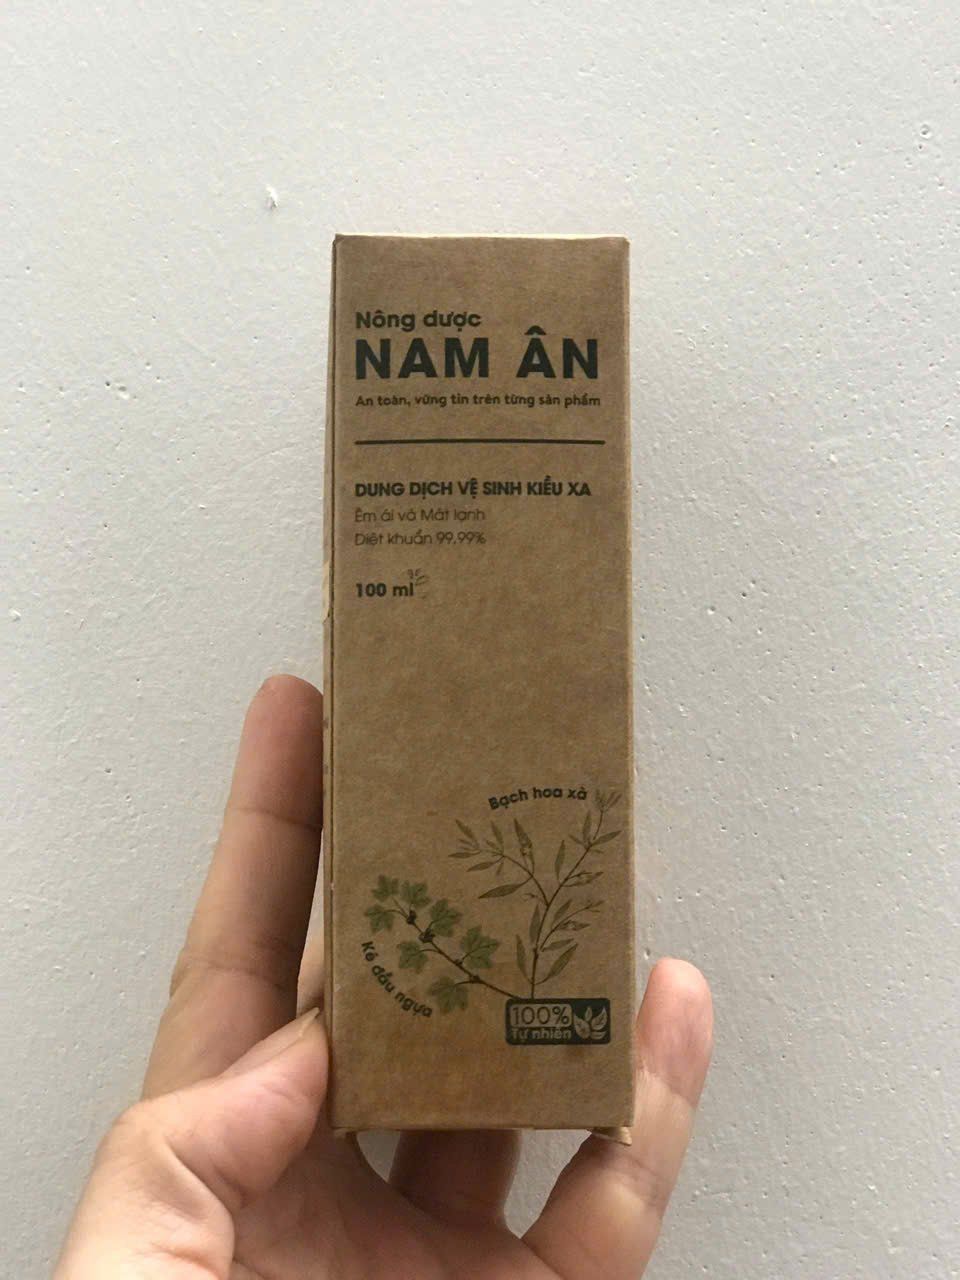 Nông dược
NAM ÂN
An toàn, vững tin trên từng sản phẩm
DUNG DỊCH VỆ SINH KIỀU XA
Êm ái và Mát lạnh
Diệt khuẩn 99,99%
100 ml
Bạch hoa xà
Ké đầu ngựa
100%
Tự nhiên